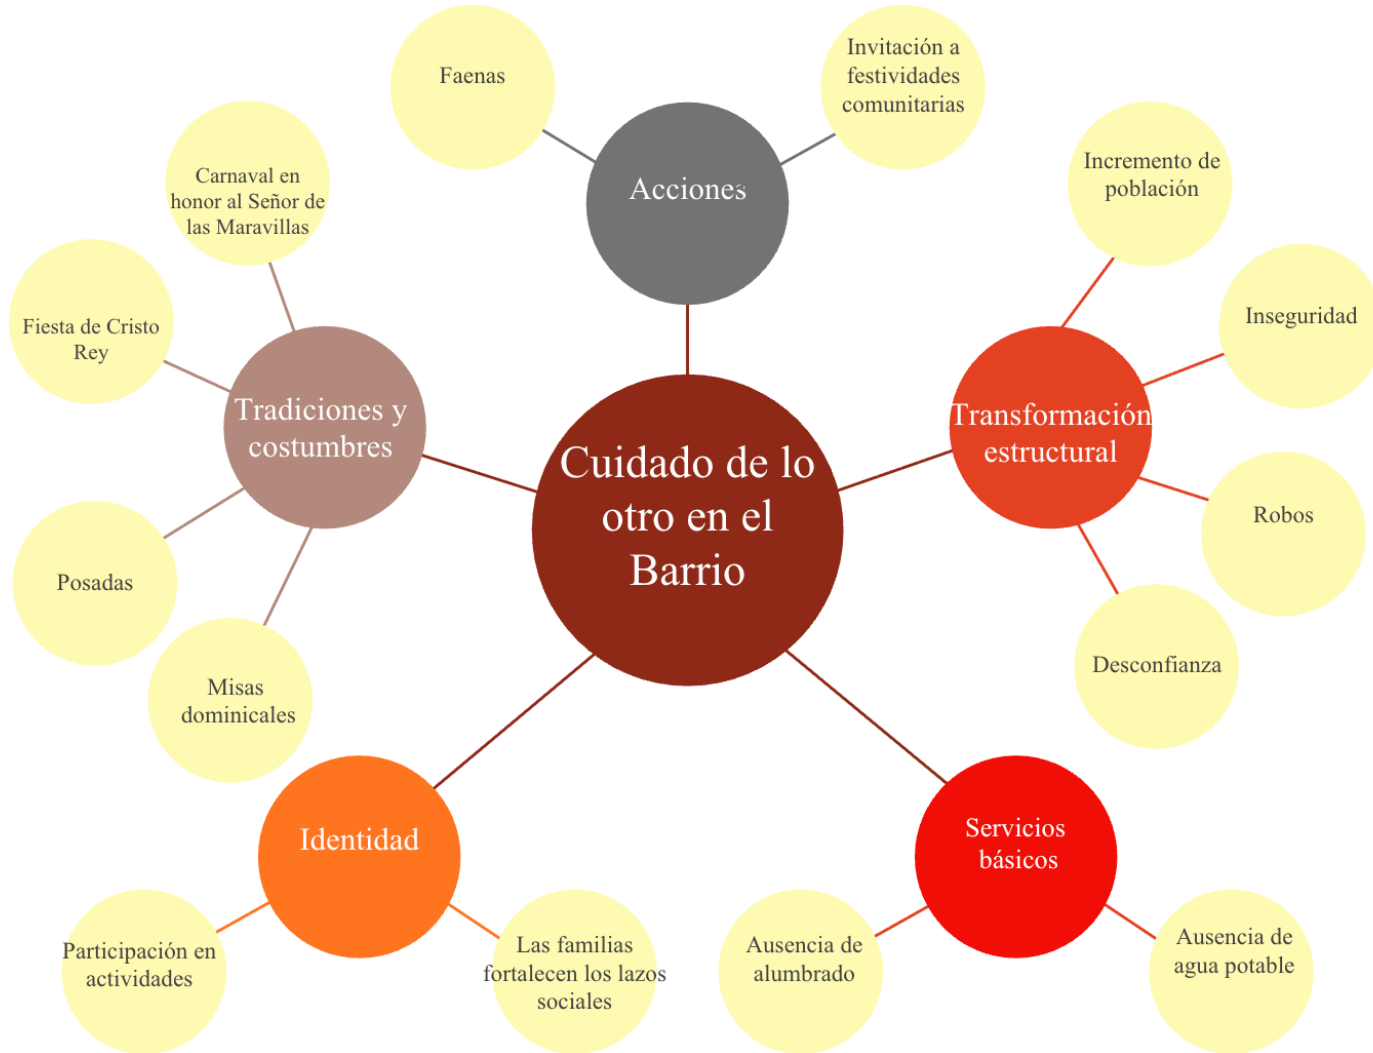 Faenas
Invitación a
festividades
comunitarias
Acciones
Carnaval en
honor al Señor de
las Maravillas
Incremento de
población
Fiesta de Cristo
Rey
Inseguridad
Tradiciones y
costumbres
Transformación
estructural
Cuidado de lo
otro en el
Barrio
Robos
Posadas
Desconfianza
Misas
dominicales
Identidad
Servicios
básicos
Participación en
actividades
Las familias
fortalecen los lazos
sociales
Ausencia de
alumbrado
Ausencia de
agua potable